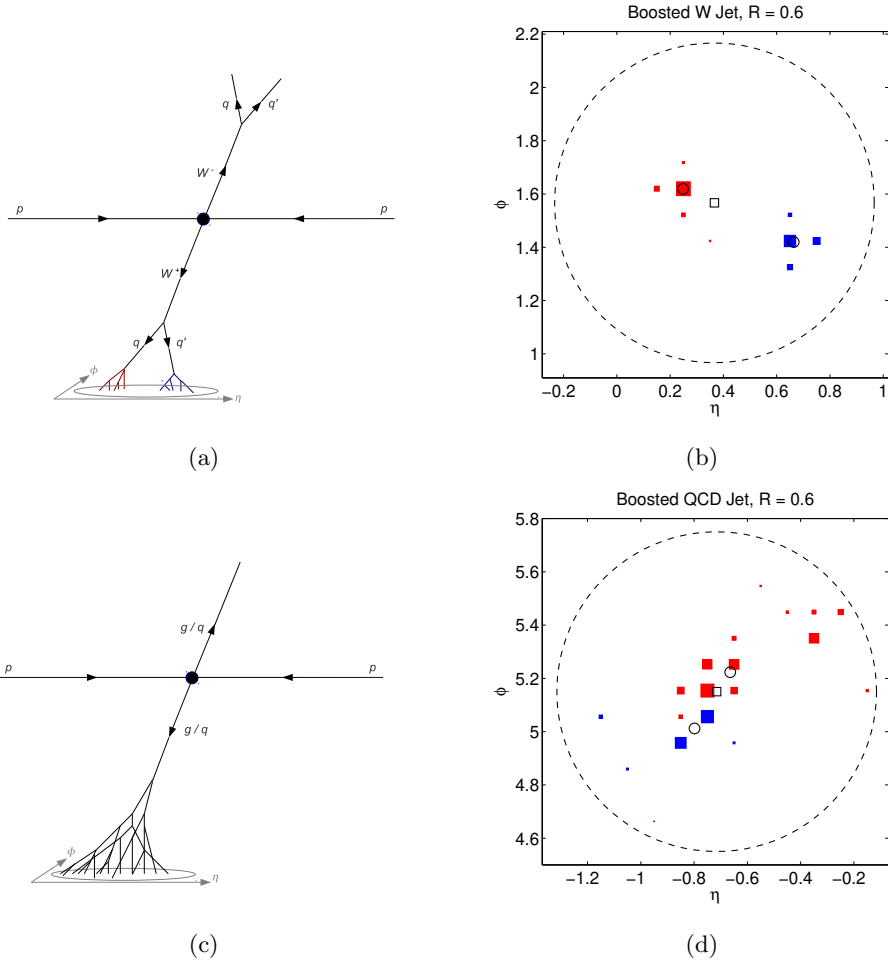 q
q'
W-
p
p
W+
q
q'
φ
η
(a)
Boosted W Jet, R = 0.6
2.2
2
1.8
1.6
1.4
1.2
1
φ
−0.2 0 0.2 0.4 0.6 0.8 1
η
(b)
g / q
p
p
g / q
φ
η
(c)
Boosted QCD Jet, R = 0.6
5.8
5.6
5.4
5.2
5
4.8
4.6
φ
−1.2 −1 −0.8 −0.6 −0.4 −0.2
η
(d)